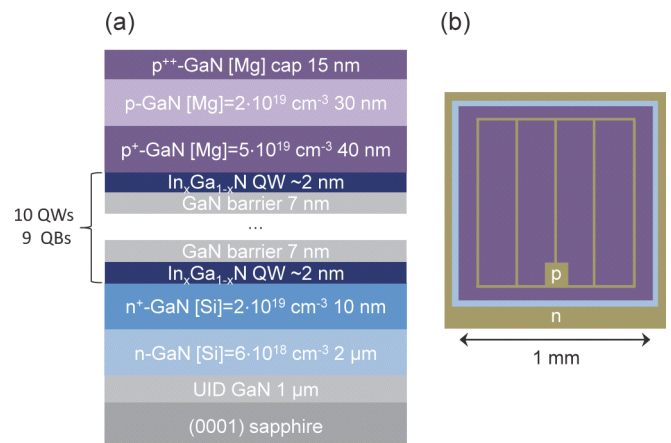 (a)
p⁺⁺-GaN [Mg] cap 15 nm
p-GaN [Mg]=2·10¹⁹ cm⁻³ 30 nm
p⁺-GaN [Mg]=5·10¹⁹ cm⁻³ 40 nm
InₓGa₁₋ₓN QW ~2 nm
GaN barrier 7 nm
...
GaN barrier 7 nm
InₓGa₁₋ₓN QW ~2 nm
n⁺-GaN [Si]=2·10¹⁹ cm⁻³ 10 nm
n-GaN [Si]=6·10¹⁸ cm⁻³ 2 µm
UID GaN 1 µm
(0001) sapphire
10 QWs
9 QBs
(b)
p
n
1 mm